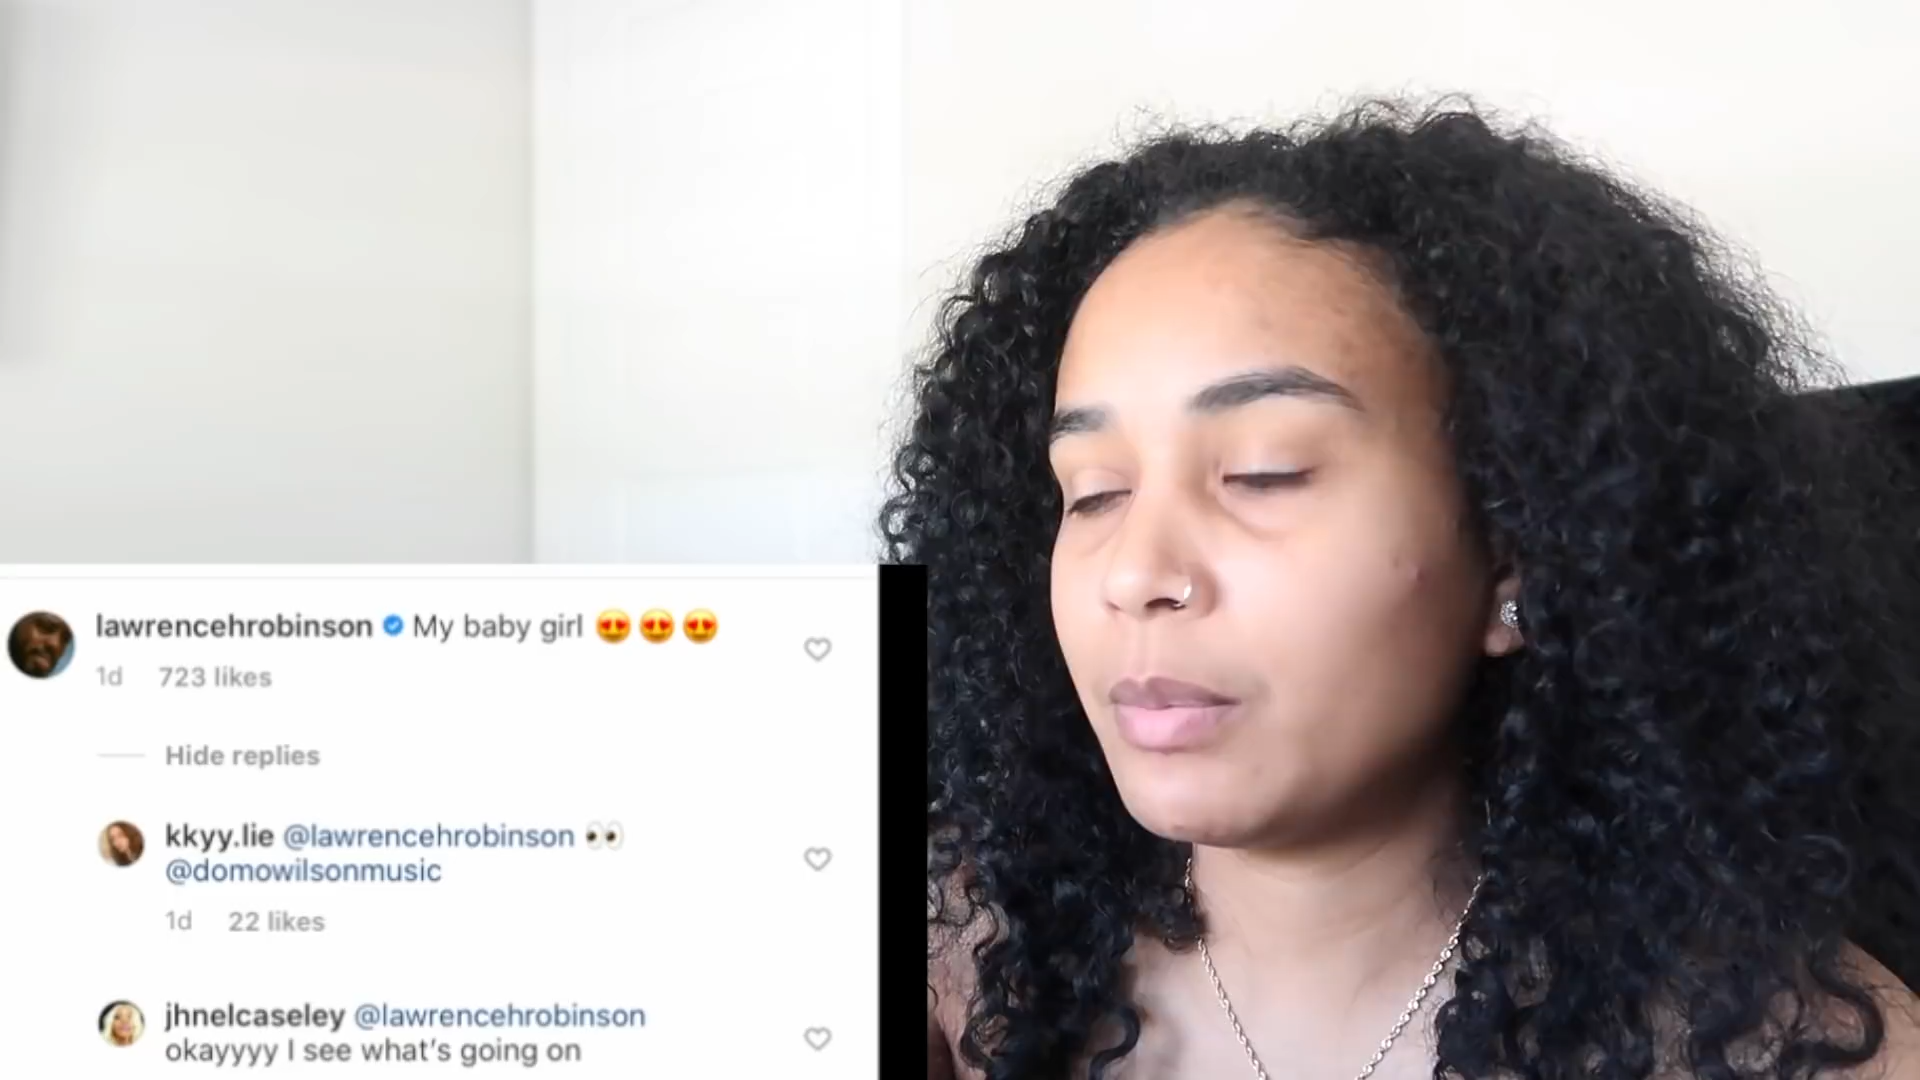 lawrencehrobinson My baby girl 😍😍😍
1d 723 likes
Hide replies
kkyy.lie @lawrencehrobinson 👀
@domowilsonmusic
1d 22 likes
jhnelcaseley @lawrencehrobinson
okayyyy I see what's going on